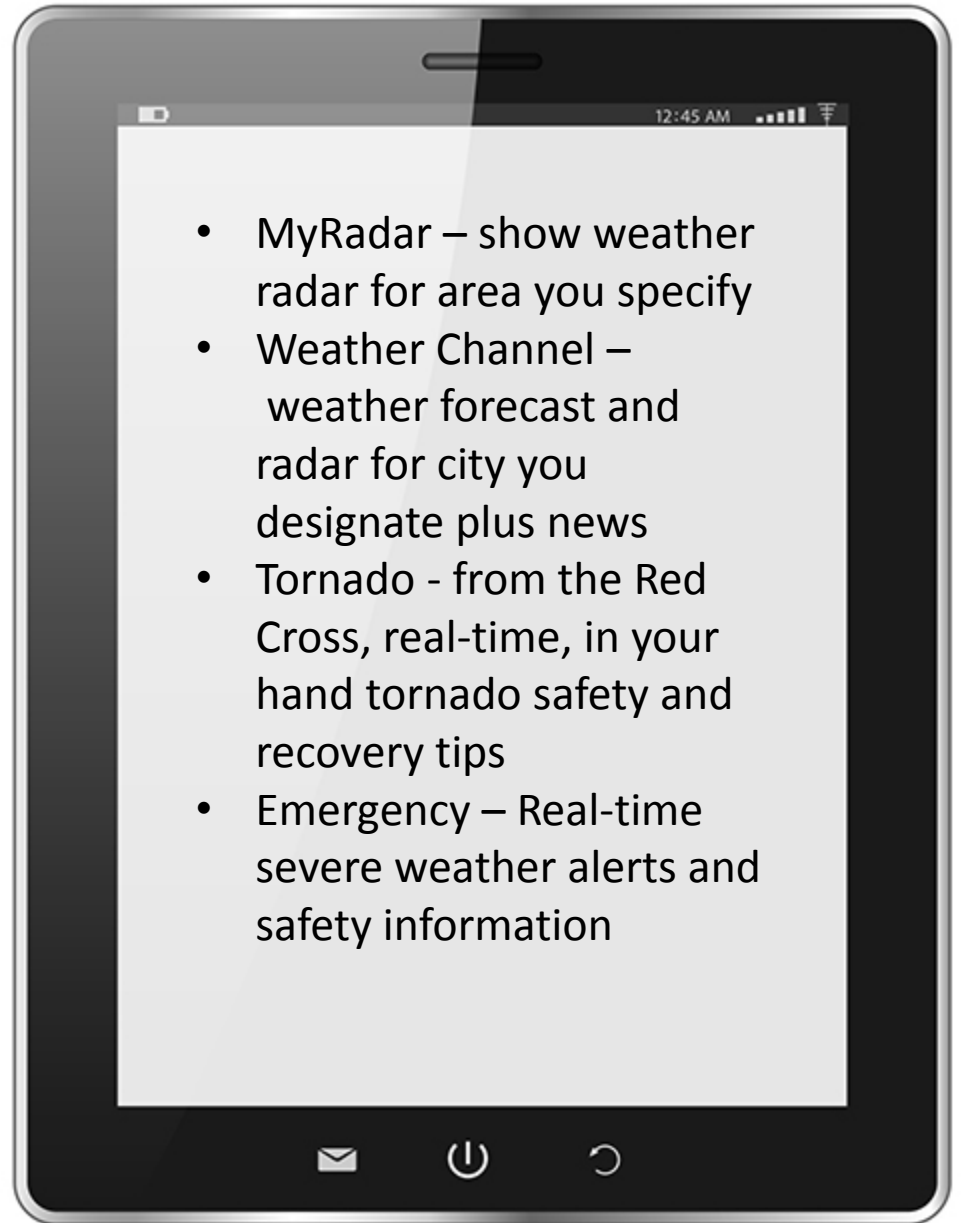 12:45 AM
• MyRadar – show weather
radar for area you specify
• Weather Channel –
weather forecast and
radar for city you
designate plus news
• Tornado - from the Red
Cross, real-time, in your
hand tornado safety and
recovery tips
• Emergency – Real-time
severe weather alerts and
safety information